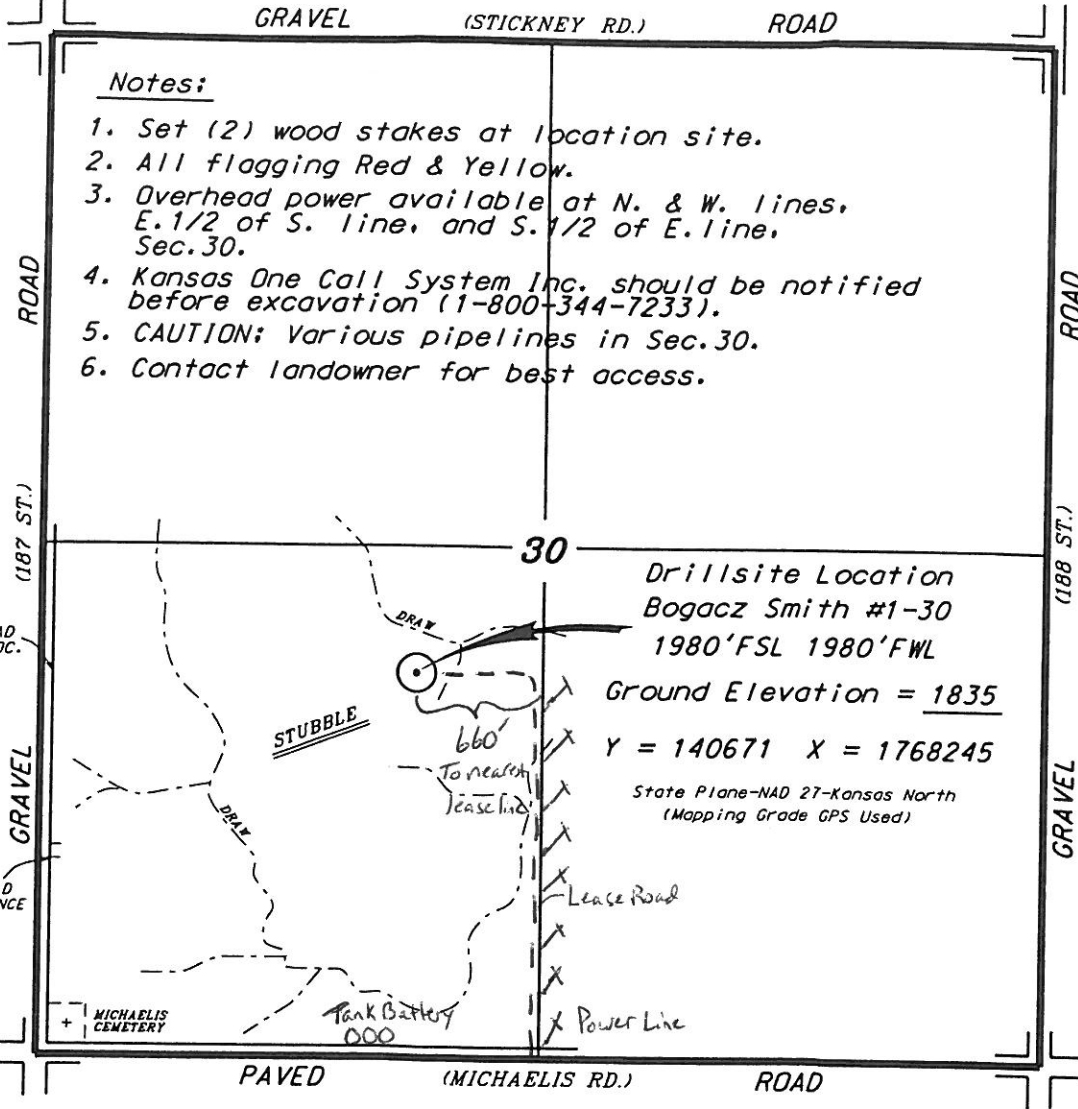 GRAVEL (STICKNEY RD.) ROAD
Notes:
1. Set (2) wood stakes at location site.
2. All flagging Red & Yellow.
3. Overhead power available at N. & W. lines,
E.1/2 of S. line, and S.1/2 of E.line,
Sec.30.
4. Kansas One Call System Inc. should be notified
before excavation (1-800-344-7233).
5. CAUTION: Various pipelines in Sec.30.
6. Contact landowner for best access.
ROAD
(187 ST.)
GRAVEL
ROAD
(188 ST.)
GRAVEL
30
Drillsite Location
Bogacz Smith #1-30
1980'FSL 1980'FWL
Ground Elevation = 1835
Y = 140671 X = 1768245
State Plane-NAD 27-Kansas North
(Mapping Grade GPS Used)
DRAW
STUBBLE
660'
To nearest
lease line
DRAW
Lease Road
Tank Battery
000
Power Line
+ MICHAELIS
CEMETERY
PAVED (MICHAELIS RD.) ROAD